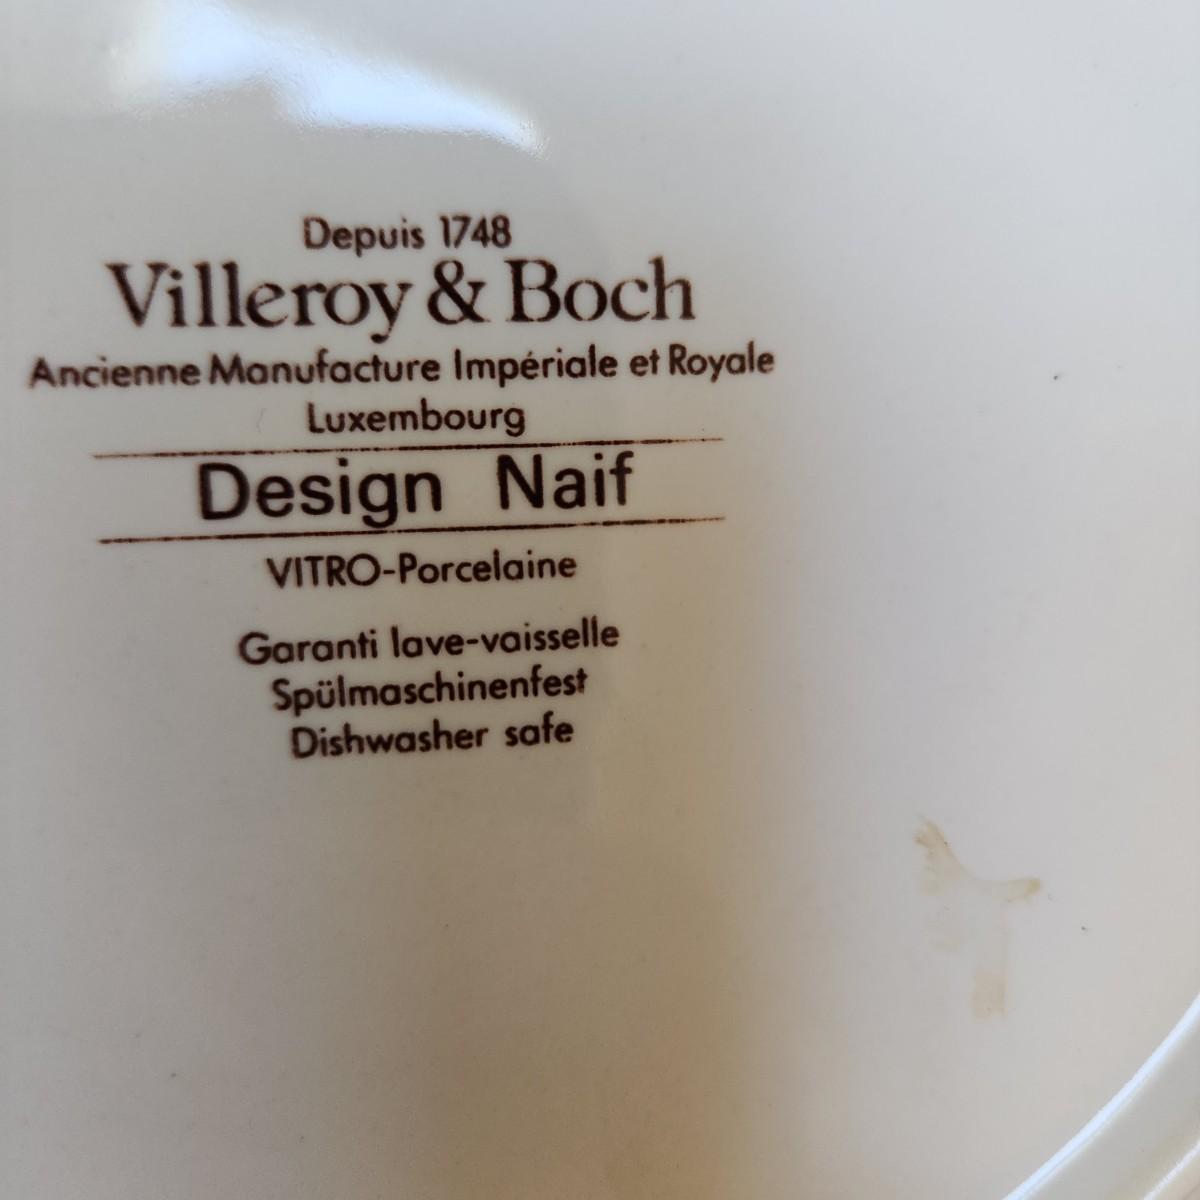 Depuis 1748
Villeroy & Boch
Ancienne Manufacture Impériale et Royale
Luxembourg
Design Naif
VITRO-Porcelaine
Garanti lave-vaisselle
Spülmaschinenfest
Dishwasher safe